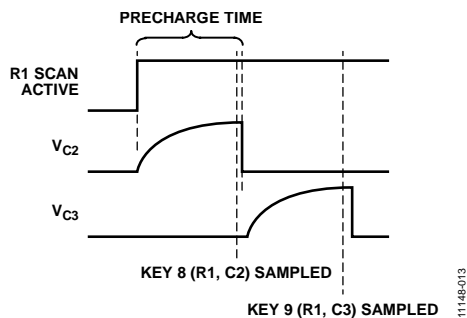 PRECHARGE TIME
R1 SCAN
ACTIVE
VC2
VC3
KEY 8 (R1, C2) SAMPLED
KEY 9 (R1, C3) SAMPLED
11148-013